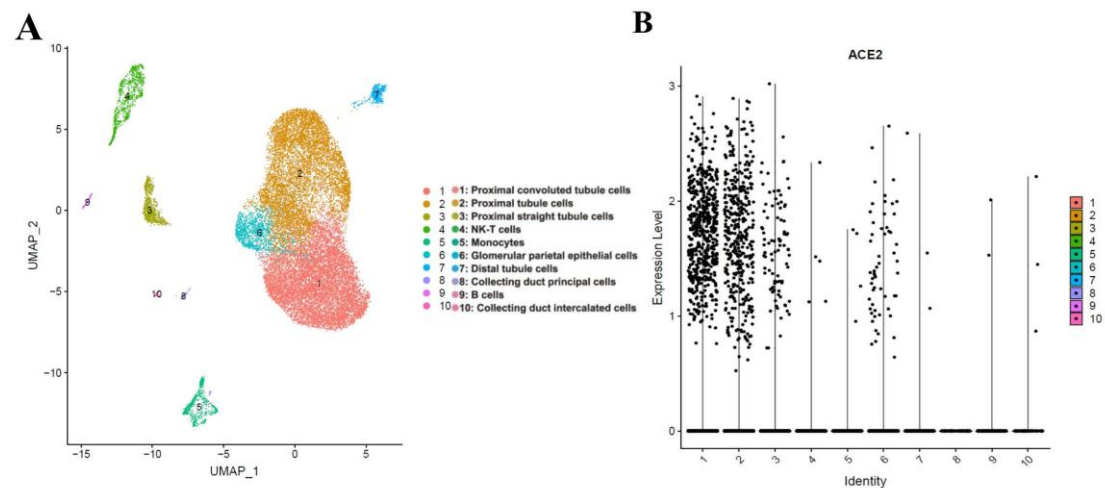 A
10
5
0
−5
−10
−15
−10
−5
0
5
UMAP_2
UMAP_1
4
7
2
9
3
6
1
10
8
5
1 1: Proximal convoluted tubule cells
2 2: Proximal tubule cells
3 3: Proximal straight tubule cells
4 4: NK-T cells
5 5: Monocytes
6 6: Glomerular parietal epithelial cells
7 7: Distal tubule cells
8 8: Collecting duct principal cells
9 9: B cells
10 10: Collecting duct intercalated cells
B
ACE2
Expression Level
3
2
1
0
1 2 3 4 5 6 7 8 9 10
Identity
1
2
3
4
5
6
7
8
9
10